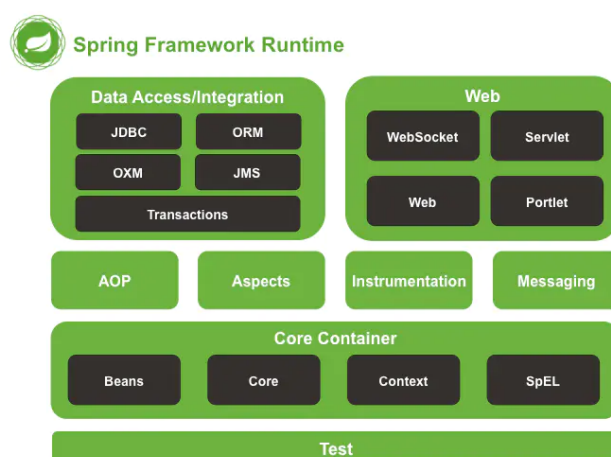 Spring Framework Runtime
Data Access/Integration
JDBC
ORM
OXM
JMS
Transactions
Web
WebSocket
Servlet
Web
Portlet
AOP
Aspects
Instrumentation
Messaging
Core Container
Beans
Core
Context
SpEL
Test